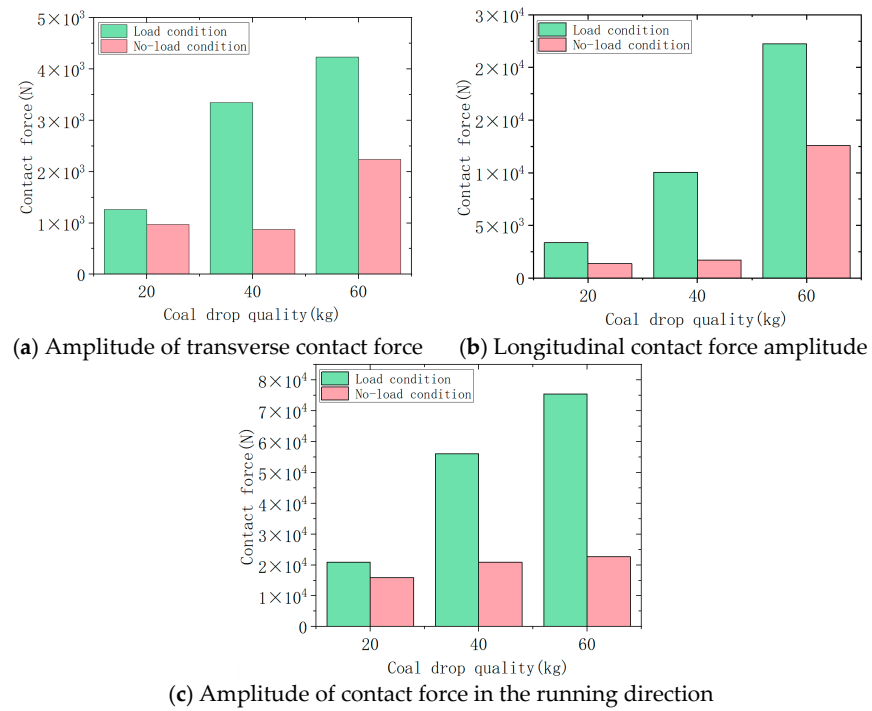 5×10³
4×10³
3×10³
2×10³
1×10³
0
Contact force(N)
Load condition
No-load condition
20 40 60
Coal drop quality(kg)
(a) Amplitude of transverse contact force
3×10⁴
2×10⁴
2×10⁴
1×10⁴
5×10³
0
Contact force(N)
Load condition
No-load condition
20 40 60
Coal drop quality(kg)
(b) Longitudinal contact force amplitude
8×10⁴
7×10⁴
6×10⁴
5×10⁴
4×10⁴
3×10⁴
2×10⁴
1×10⁴
0
Contact force(N)
Load condition
No-load condition
20 40 60
Coal drop quality(kg)
(c) Amplitude of contact force in the running direction